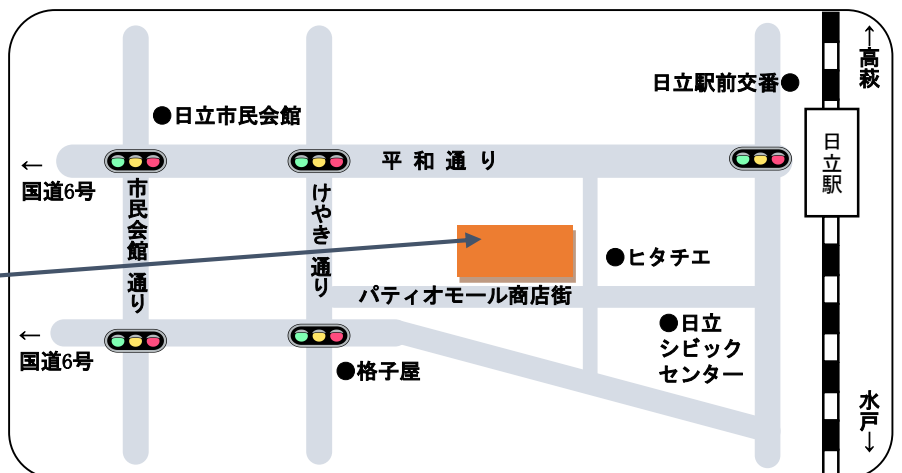 ↑高萩
日立駅前交番●
●日立市民会館
平和通り
日立駅
←
国道6号
市民会館通り
けやき通り
●ヒタチエ
パティオモール商店街
●日立
シビック
センター
←
国道6号
●格子屋
水戸↓